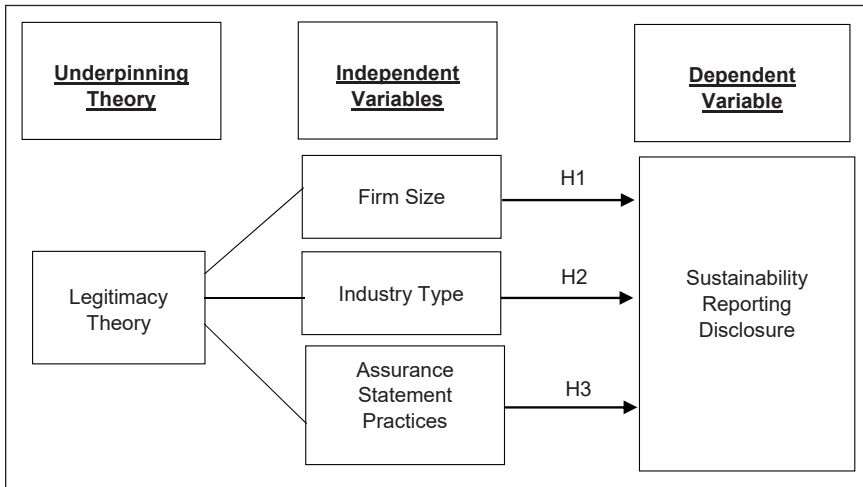 Underpinning
Theory
Independent
Variables
Dependent
Variable
Legitimacy
Theory
Firm Size
Industry Type
Assurance
Statement
Practices
H1
H2
H3
Sustainability
Reporting
Disclosure